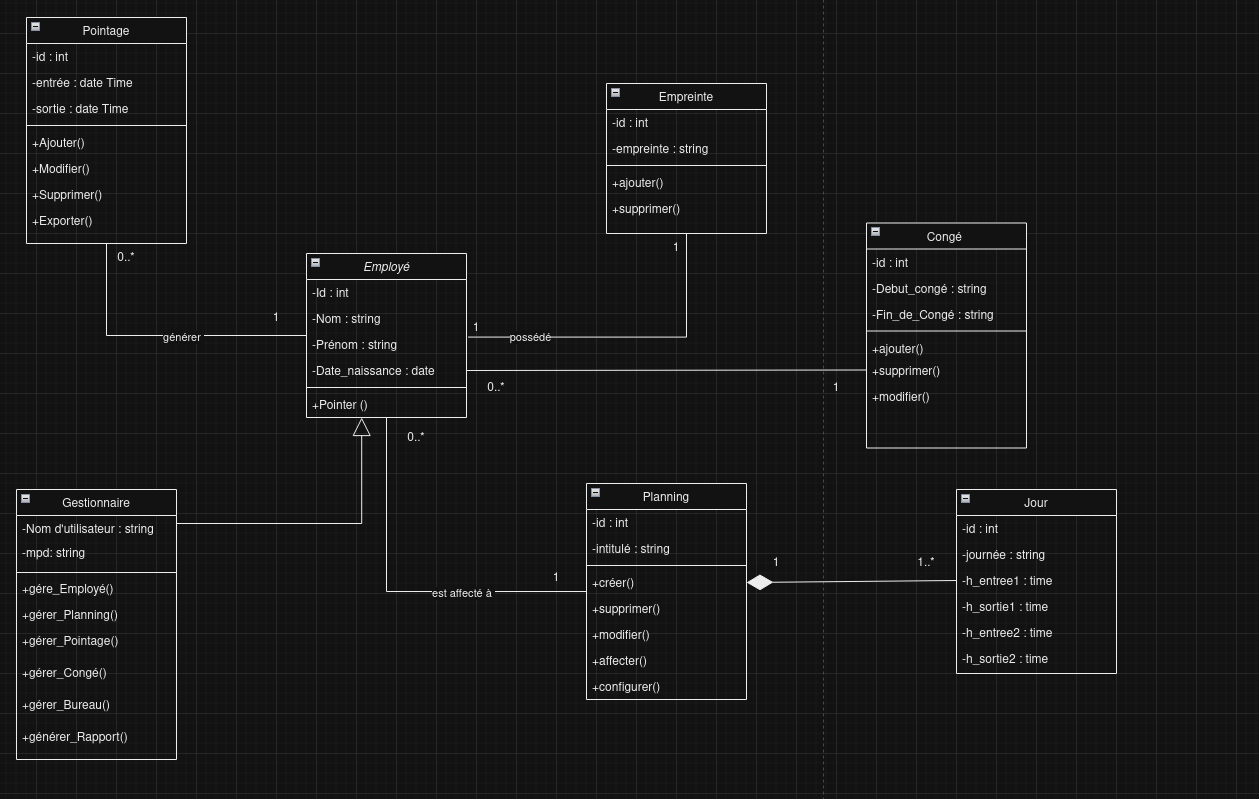 Pointage
-id : int
-entrée : date Time
-sortie : date Time
+Ajouter()
+Modifier()
+Supprimer()
+Exporter()
0..*
1
générer
Empreinte
-id : int
-empreinte : string
+ajouter()
+supprimer()
1
1
possédé
Employé
-Id : int
-Nom : string
-Prénom : string
-Date_naissance : date
+Pointer ()
0..*
1
Congé
-id : int
-Debut_congé : string
-Fin_de_Congé : string
+ajouter()
+supprimer()
+modifier()
0..*
1
est affecté à
Gestionnaire
-Nom d'utilisateur : string
-mpd: string
+gére_Employé()
+gérer_Planning()
+gérer_Pointage()
+gérer_Congé()
+gérer_Bureau()
+générer_Rapport()
Planning
-id : int
-intitulé : string
+créer()
+supprimer()
+modifier()
+affecter()
+configurer()
1
1..*
Jour
-id : int
-journée : string
-h_entree1 : time
-h_sortie1 : time
-h_entree2 : time
-h_sortie2 : time